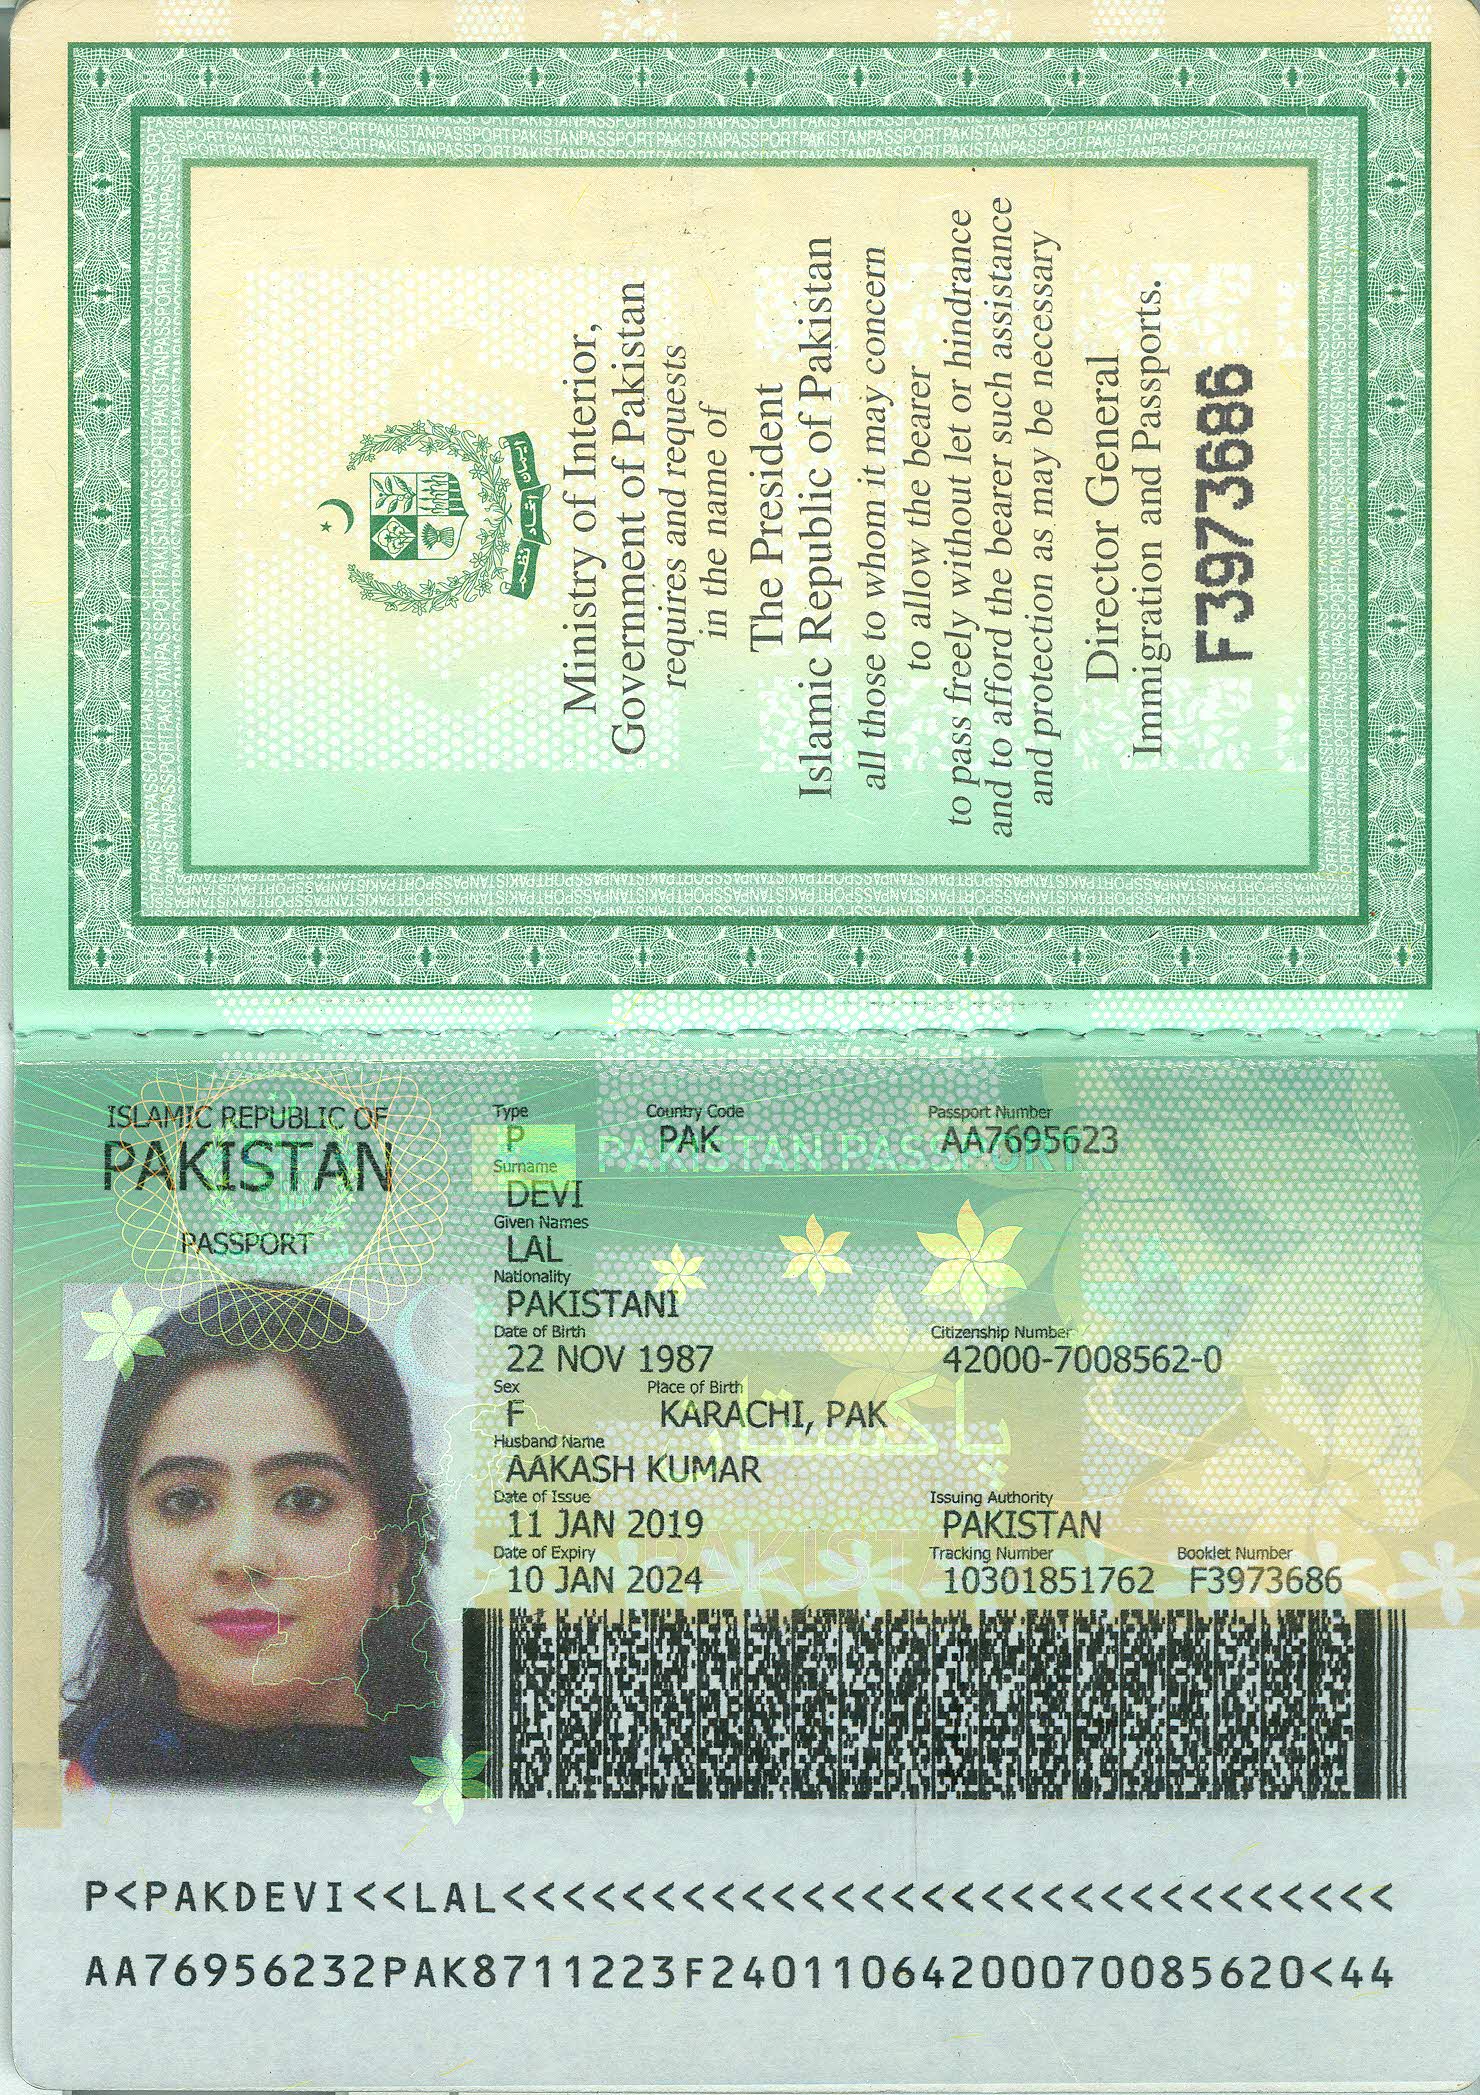 Ministry of Interior,
Government of Pakistan
requires and requests
in the name of
The President
Islamic Republic of Pakistan
all those to whom it may concern
to allow the bearer
to pass freely without let or hindrance
and to afford the bearer such assistance
and protection as may be necessary
Director General
Immigration and Passports.
F3973686
ISLAMIC REPUBLIC OF
PAKISTAN
PASSPORT
Type Country Code Passport Number
P PAK AA7695623
PAKISTAN PASSPORT
Surname
DEVI
Given Names
LAL
Nationality
PAKISTANI
Date of Birth Citizenship Number
22 NOV 1987 42000-7008562-0
Sex Place of Birth
F KARACHI, PAK
پاکستان
Husband Name
AAKASH KUMAR
Date of Issue Issuing Authority
11 JAN 2019 PAKISTAN
Date of Expiry Tracking Number Booklet Number
10 JAN 2024 10301851762 F3973686
P<PAKDEVI<<LAL<<<<<<<<<<<<<<<<<<<<<<<<<<<<<<
AA76956232PAK8711223F24011064200070085620<44